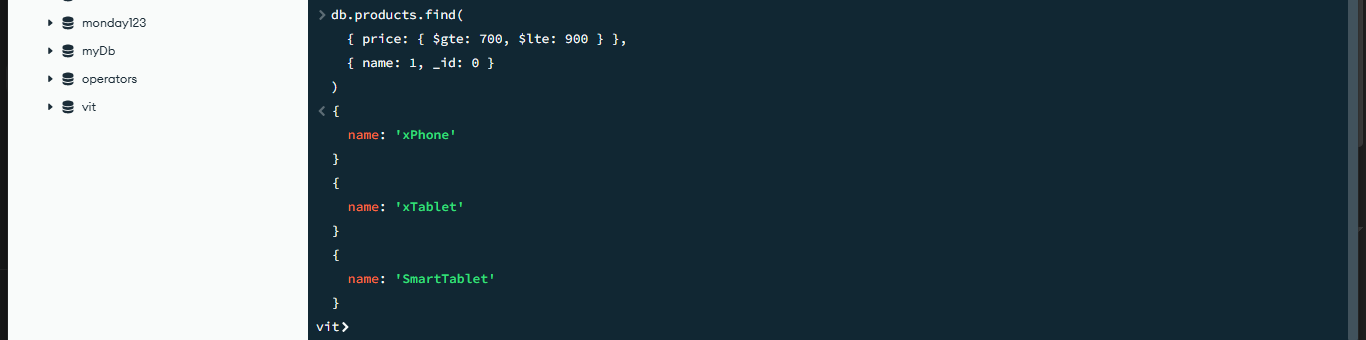 monday123
myDb
operators
vit
> db.products.find(
{ price: { $gte: 700, $lte: 900 } },
{ name: 1, _id: 0 }
)
< {
name: 'xPhone'
}
{
name: 'xTablet'
}
{
name: 'SmartTablet'
}
vit>